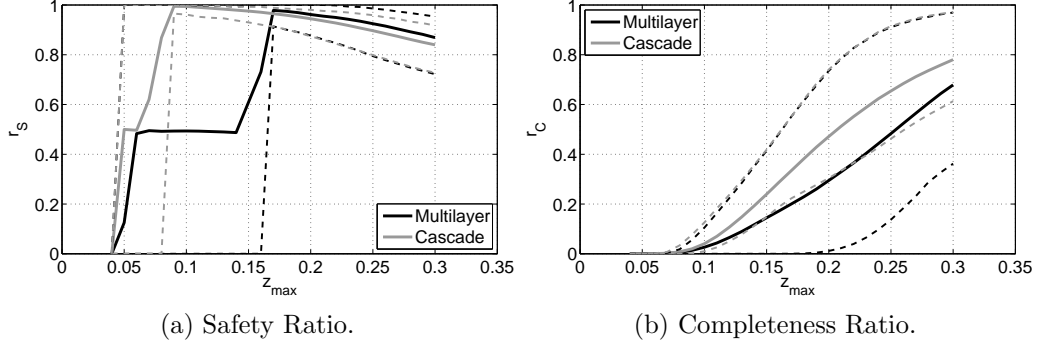 1
0.8
0.6
0.4
0.2
0
r_S
0 0.05 0.1 0.15 0.2 0.25 0.3 0.35
z_max
Multilayer
Cascade
(a) Safety Ratio.
1
0.8
0.6
0.4
0.2
0
r_C
0 0.05 0.1 0.15 0.2 0.25 0.3 0.35
z_max
Multilayer
Cascade
(b) Completeness Ratio.